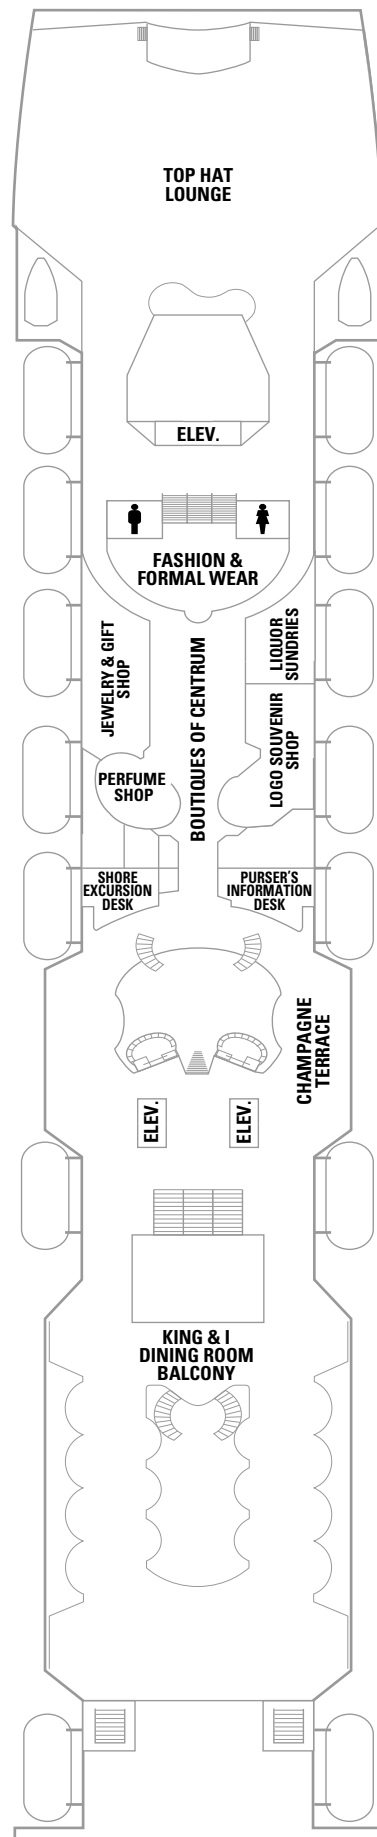 TOP HAT
LOUNGE
ELEV.
FASHION &
FORMAL WEAR
JEWELRY & GIFT
SHOP
BOUTIQUES OF CENTRUM
LIQUOR
SUNDRIES
LOGO SOUVENIR
SHOP
PERFUME
SHOP
SHORE
EXCURSION
DESK
PURSER'S
INFORMATION
DESK
CHAMPAGNE
TERRACE
ELEV.
ELEV.
KING & I
DINING ROOM
BALCONY